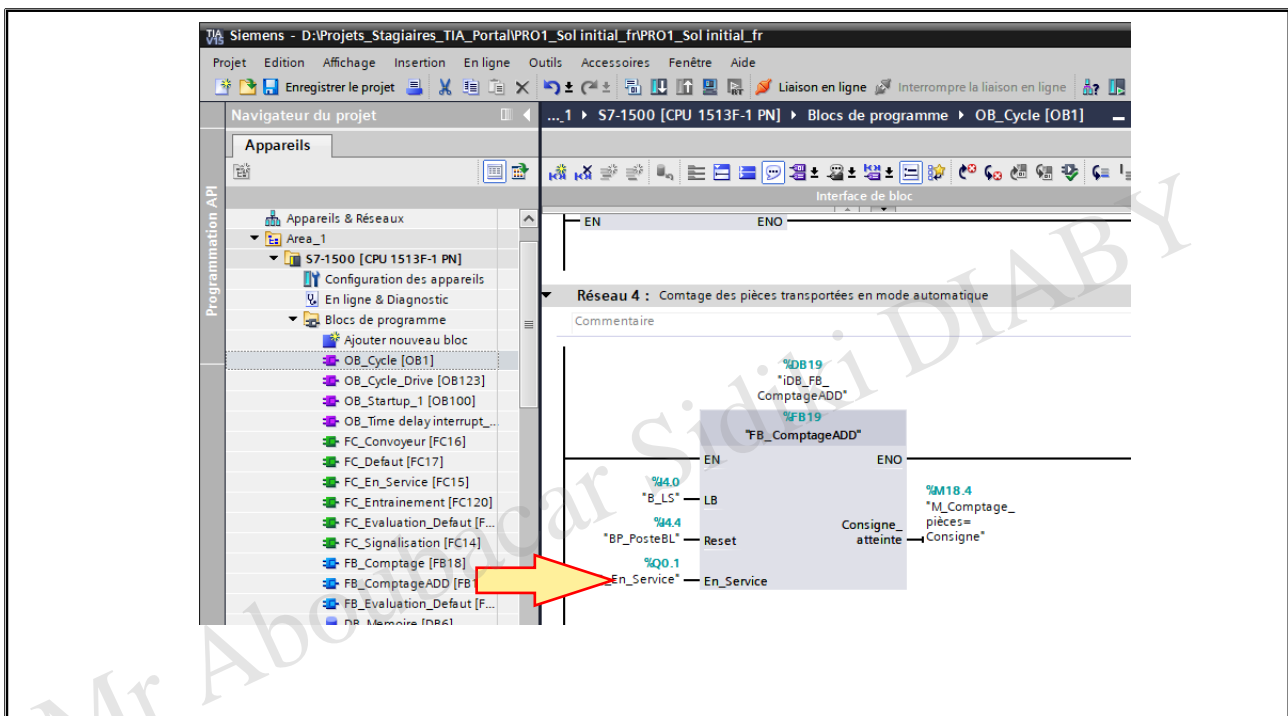 Siemens - D:\Projets_Stagiaires_TIA_Portal\PRO1_Sol initial_fr\PRO1_Sol initial_fr
Projet Edition Affichage Insertion En ligne Outils Accessoires Fenêtre Aide
Enregistrer le projet Liaison en ligne Interrompre la liaison en ligne
Navigateur du projet
...1 S7-1500 [CPU 1513F-1 PN] Blocs de programme OB_Cycle [OB1]
Appareils
Programmation API
Interface de bloc
Appareils & Réseaux
Area_1
S7-1500 [CPU 1513F-1 PN]
Configuration des appareils
En ligne & Diagnostic
Blocs de programme
Ajouter nouveau bloc
OB_Cycle [OB1]
OB_Cycle_Drive [OB123]
OB_Startup_1 [OB100]
OB_Time delay interrupt_...
FC_Convoyeur [FC16]
FC_Defaut [FC17]
FC_En_Service [FC15]
FC_Entrainement [FC120]
FC_Evaluation_Defaut [F...
FC_Signalisation [FC14]
FB_Comptage [FB18]
FB_ComptageADD [FB1
FB_Evaluation_Defaut [F...
DB_Memoire [DB6]
EN ENO
Réseau 4 : Comtage des pièces transportées en mode automatique
Commentaire
%DB19
"iDB_FB_
ComptageADD"
%FB19
"FB_ComptageADD"
EN ENO
%I4.0
"B_LS" LB
%I4.4
"BP_PosteBL" Reset
%Q0.1
_En_Service" En_Service
Consigne_
atteinte
%M18.4
"M_Comptage_
pièces=
Consigne"
Mr Aboubacar Sidiki DIABY